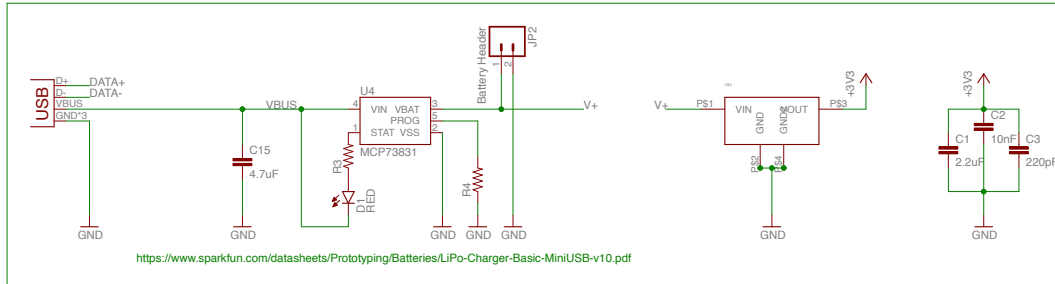 USB
D+
D-
VBUS
GND*3
DATA+
DATA-
C15
4.7uF
GND
GND
VBUS
U4
4
VIN
VBAT
3
PROG
5
1
STAT
VSS
2
MCP73831
R3
D1
RED
R4
GND
GND
GND
Battery Header
1
2
JP2
V+
V+
P$1
VIN
VOUT
P$3
GND
GND
P$2
P$4
+3V3
GND
+3V3
C1
2.2uF
C2
10nF
C3
220pF
GND
https://www.sparkfun.com/datasheets/Prototyping/Batteries/LiPo-Charger-Basic-MiniUSB-v10.pdf